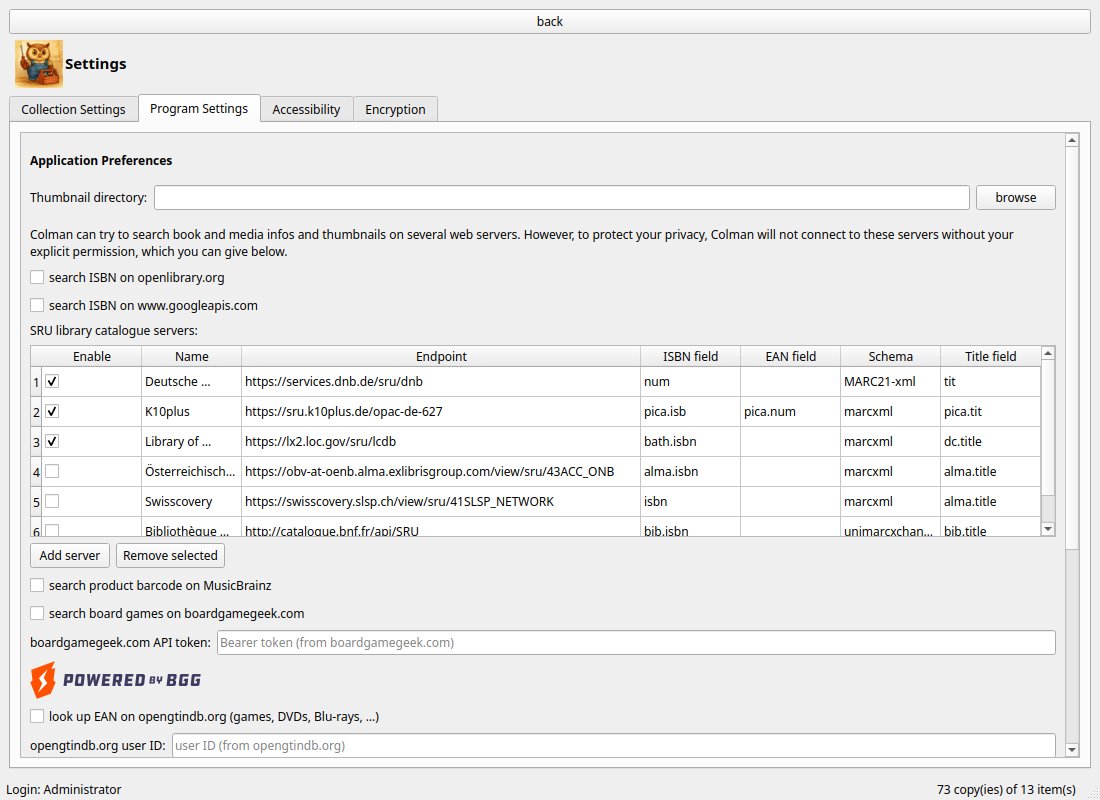 back
Settings
Collection Settings Program Settings Accessibility Encryption
Application Preferences
Thumbnail directory: browse
Colman can try to search book and media infos and thumbnails on several web servers. However, to protect your privacy, Colman will not connect to these servers without your
explicit permission, which you can give below.
search ISBN on openlibrary.org
search ISBN on www.googleapis.com
SRU library catalogue servers:
Enable Name Endpoint ISBN field EAN field Schema Title field
1 Deutsche ... https://services.dnb.de/sru/dnb num MARC21-xml tit
2 K10plus https://sru.k10plus.de/opac-de-627 pica.isb pica.num marcxml pica.tit
3 Library of ... https://lx2.loc.gov/sru/lcdb bath.isbn marcxml dc.title
4 Österreichisch... https://obv-at-oenb.alma.exlibrisgroup.com/view/sru/43ACC_ONB alma.isbn marcxml alma.title
5 Swisscovery https://swisscovery.slsp.ch/view/sru/41SLSP_NETWORK isbn marcxml alma.title
6 Bibliothèque ... http://catalogue.bnf.fr/api/SRU bib.isbn unimarcxchan... bib.title
Add server Remove selected
search product barcode on MusicBrainz
search board games on boardgamegeek.com
boardgamegeek.com API token: Bearer token (from boardgamegeek.com)
POWERED BY BGG
look up EAN on opengtindb.org (games, DVDs, Blu-rays, ...)
opengtindb.org user ID: user ID (from opengtindb.org)
Login: Administrator 73 copy(ies) of 13 item(s)